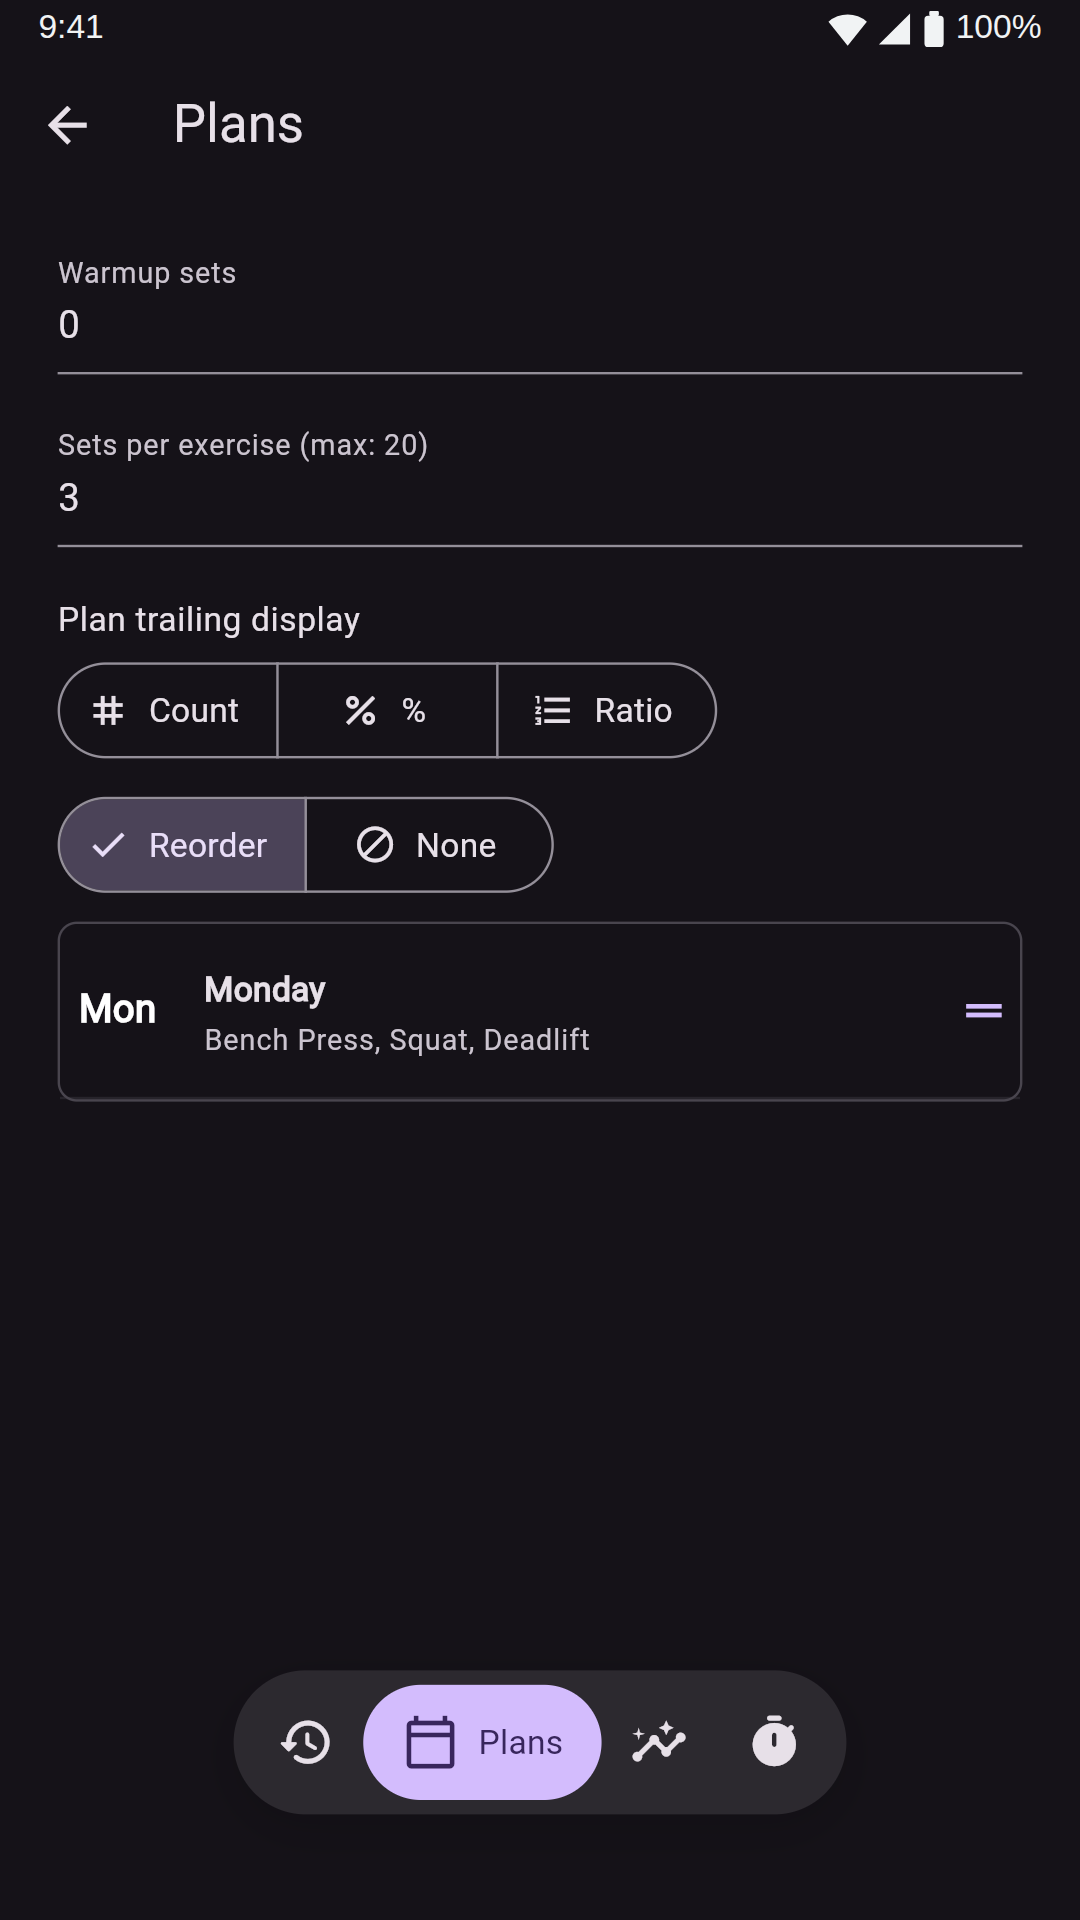 9:41
100%
Plans
Warmup sets
0
Sets per exercise (max: 20)
3
Plan trailing display
Count
%
Ratio
Reorder
None
Mon
Monday
Bench Press, Squat, Deadlift
Plans